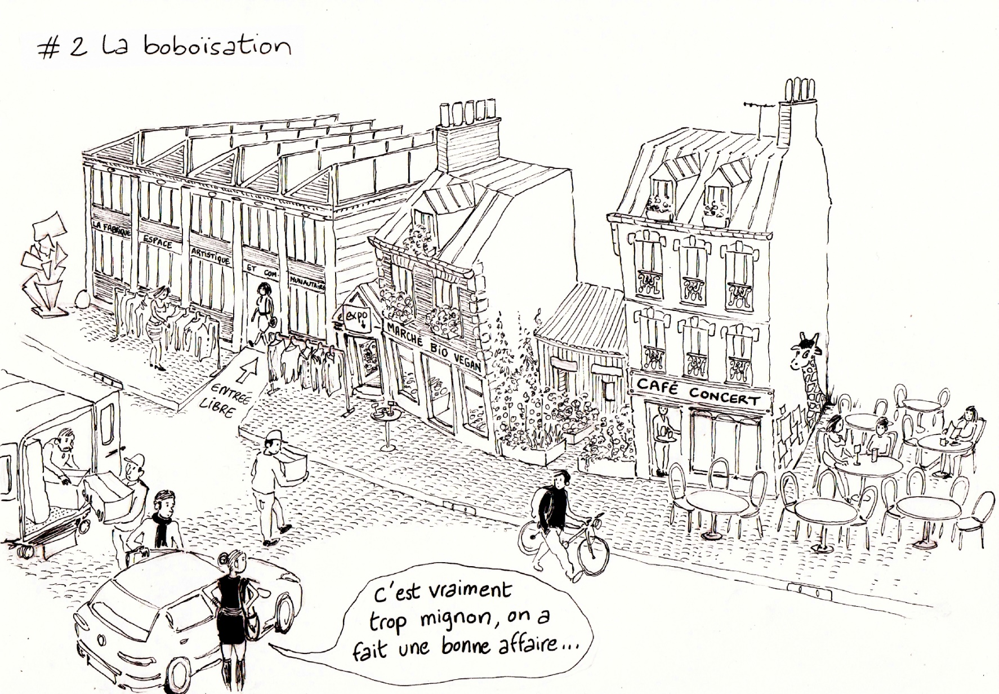 # 2 La boboïsation
LA FABRIQUE
ESPACE
ARTISTIQUE
ET COM-
MUNAUTAIRE
expo
MARCHÉ BIO VEGAN
CAFÉ CONCERT
ENTRÉE
LIBRE
C'est vraiment
trop mignon, on a
fait une bonne affaire...